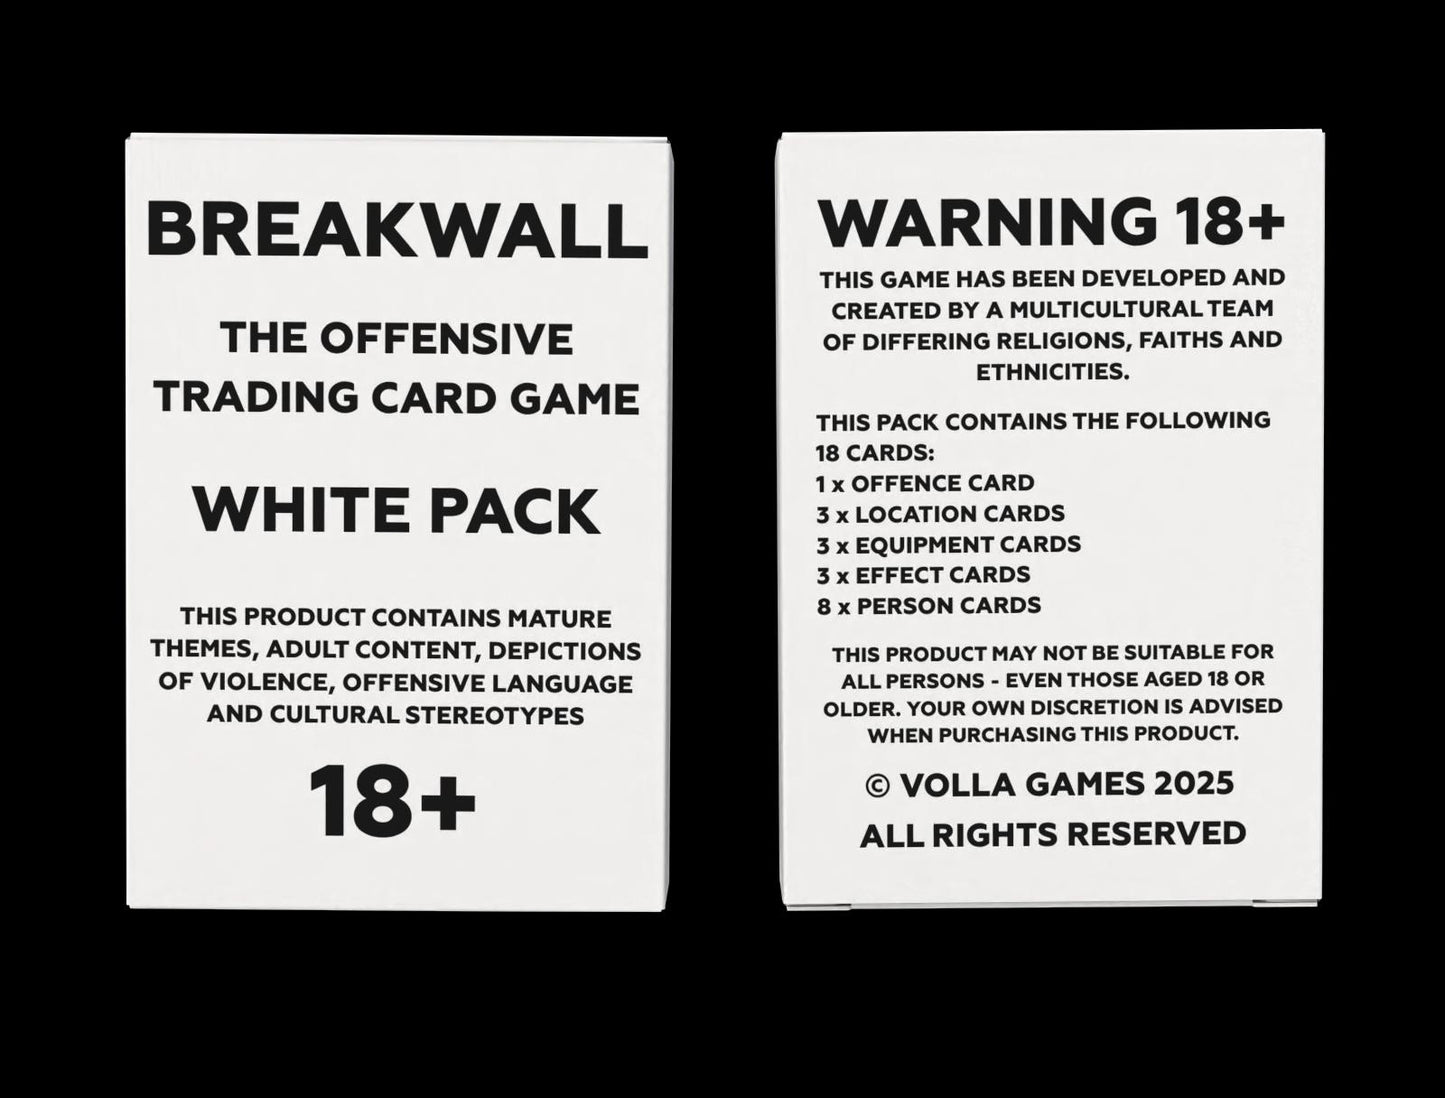 BREAKWALL
THE OFFENSIVE
TRADING CARD GAME
WHITE PACK
THIS PRODUCT CONTAINS MATURE
THEMES, ADULT CONTENT, DEPICTIONS
OF VIOLENCE, OFFENSIVE LANGUAGE
AND CULTURAL STEREOTYPES
18+
WARNING 18+
THIS GAME HAS BEEN DEVELOPED AND
CREATED BY A MULTICULTURAL TEAM
OF DIFFERING RELIGIONS, FAITHS AND
ETHNICITIES.
THIS PACK CONTAINS THE FOLLOWING
18 CARDS:
1 x OFFENCE CARD
3 x LOCATION CARDS
3 x EQUIPMENT CARDS
3 x EFFECT CARDS
8 x PERSON CARDS
THIS PRODUCT MAY NOT BE SUITABLE FOR
ALL PERSONS - EVEN THOSE AGED 18 OR
OLDER. YOUR OWN DISCRETION IS ADVISED
WHEN PURCHASING THIS PRODUCT.
© VOLLA GAMES 2025
ALL RIGHTS RESERVED